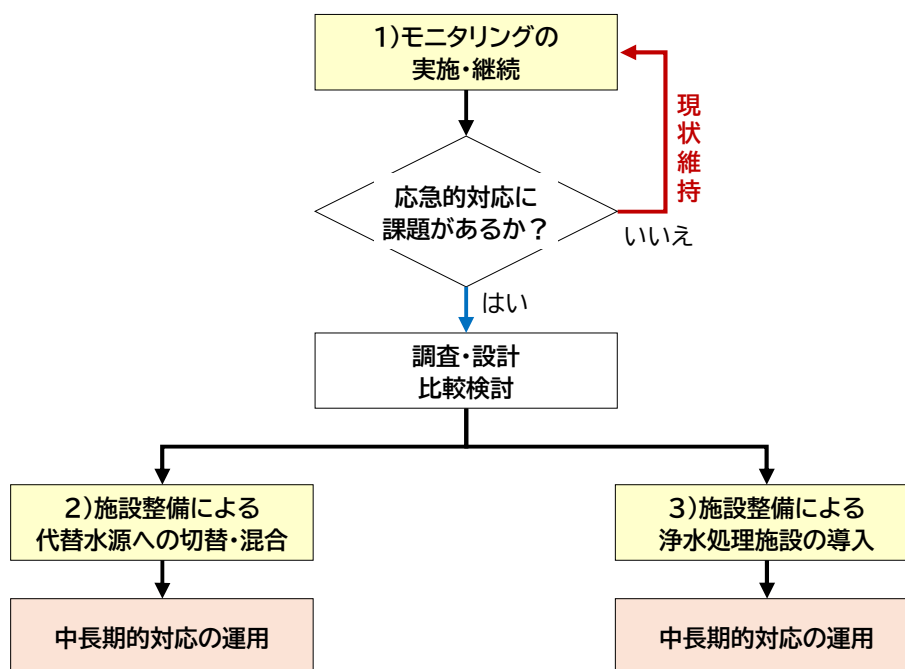 1)モニタリングの
実施・継続
現状維持
応急的対応に
課題があるか？
いいえ
はい
調査・設計
比較検討
2)施設整備による
代替水源への切替・混合
3)施設整備による
浄水処理施設の導入
中長期的対応の運用
中長期的対応の運用